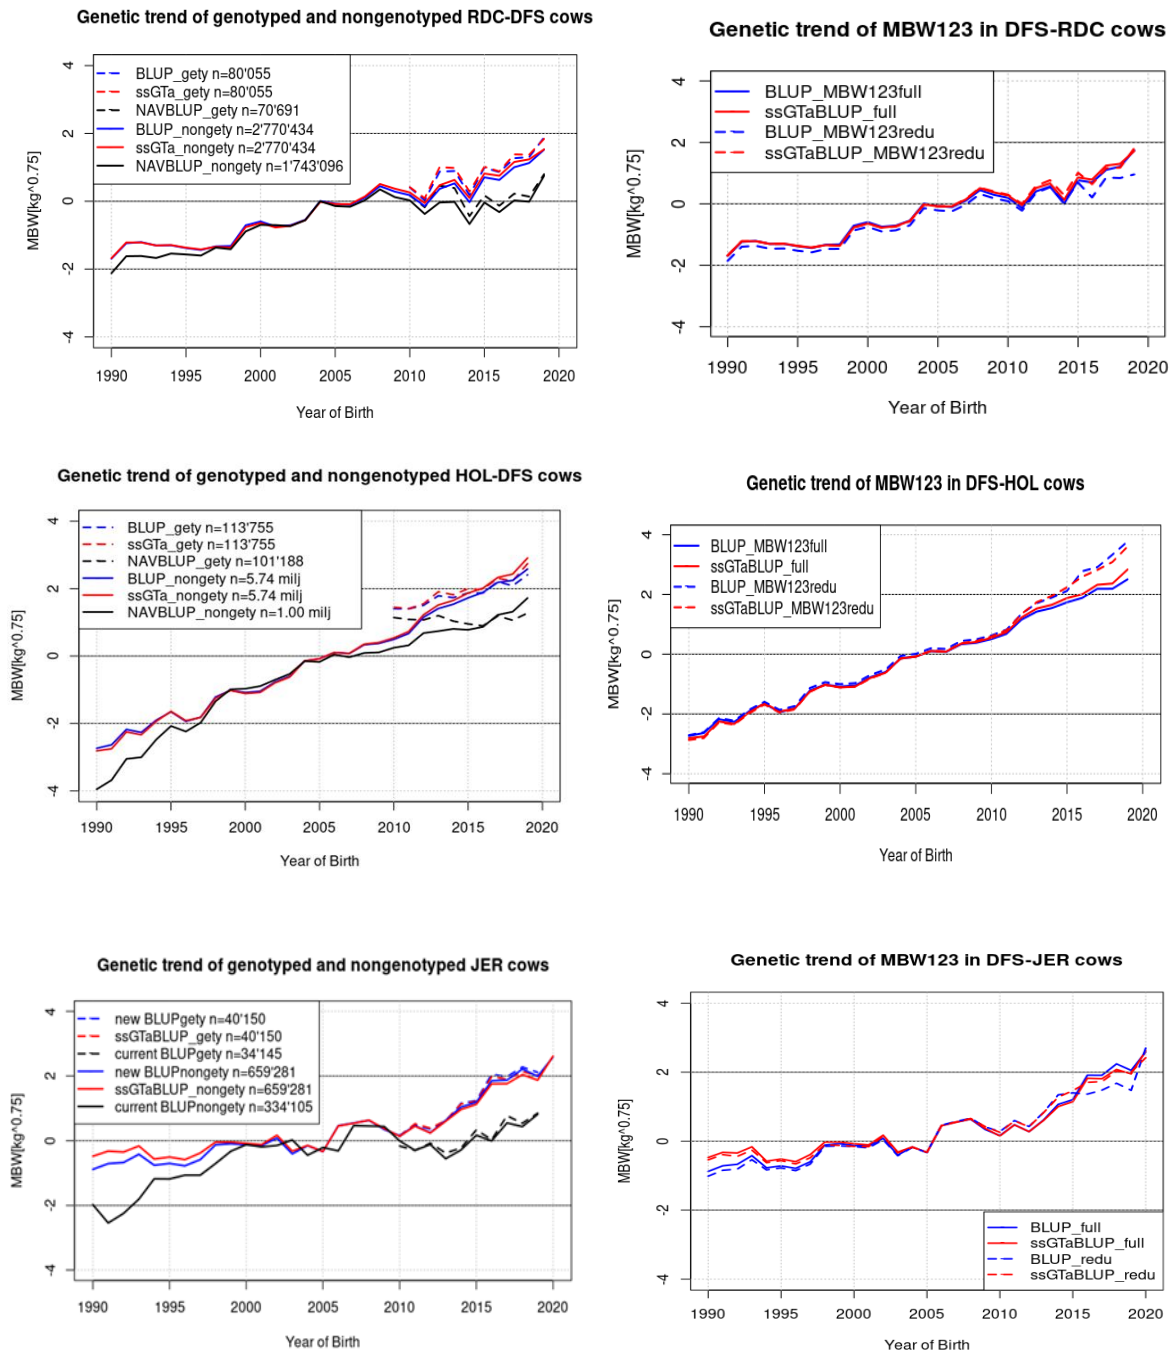 Genetic trend of genotyped and nongenotyped RDC-DFS cows
BLUP_gety n=80'055
ssGTa_gety n=80'055
NAVBLUP_gety n=70'691
BLUP_nongety n=2'770'434
ssGTa_nongety n=2'770'434
NAVBLUP_nongety n=1'743'096
MBW[kg^0.75]
4
2
0
-2
-4
1990 1995 2000 2005 2010 2015 2020
Year of Birth
Genetic trend of MBW123 in DFS-RDC cows
BLUP_MBW123full
ssGTaBLUP_full
BLUP_MBW123redu
ssGTaBLUP_MBW123redu
MBW[kg^0.75]
4
2
0
-2
-4
1990 1995 2000 2005 2010 2015 2020
Year of Birth
Genetic trend of genotyped and nongenotyped HOL-DFS cows
BLUP_gety n=113'755
ssGTa_gety n=113'755
NAVBLUP_gety n=101'188
BLUP_nongety n=5.74 milj
ssGTa_nongety n=5.74 milj
NAVBLUP_nongety n=1.00 milj
MBW[kg^0.75]
4
2
0
-2
-4
1990 1995 2000 2005 2010 2015 2020
Year of Birth
Genetic trend of MBW123 in DFS-HOL cows
BLUP_MBW123full
ssGTaBLUP_full
BLUP_MBW123redu
ssGTaBLUP_MBW123redu
MBW[kg^0.75]
4
2
0
-2
-4
1990 1995 2000 2005 2010 2015 2020
Year of Birth
Genetic trend of genotyped and nongenotyped JER cows
new BLUPgety n=40'150
ssGTaBLUP_gety n=40'150
current BLUPgety n=34'145
new BLUPnongety n=659'281
ssGTaBLUP_nongety n=659'281
current BLUPnongety n=334'105
MBW[kg^0.75]
4
2
0
-2
-4
1990 1995 2000 2005 2010 2015 2020
Year of Birth
Genetic trend of MBW123 in DFS-JER cows
BLUP_full
ssGTaBLUP_full
BLUP_redu
ssGTaBLUP_redu
MBW[kg^0.75]
4
2
0
-2
-4
1990 1995 2000 2005 2010 2015 2020
Year of Birth